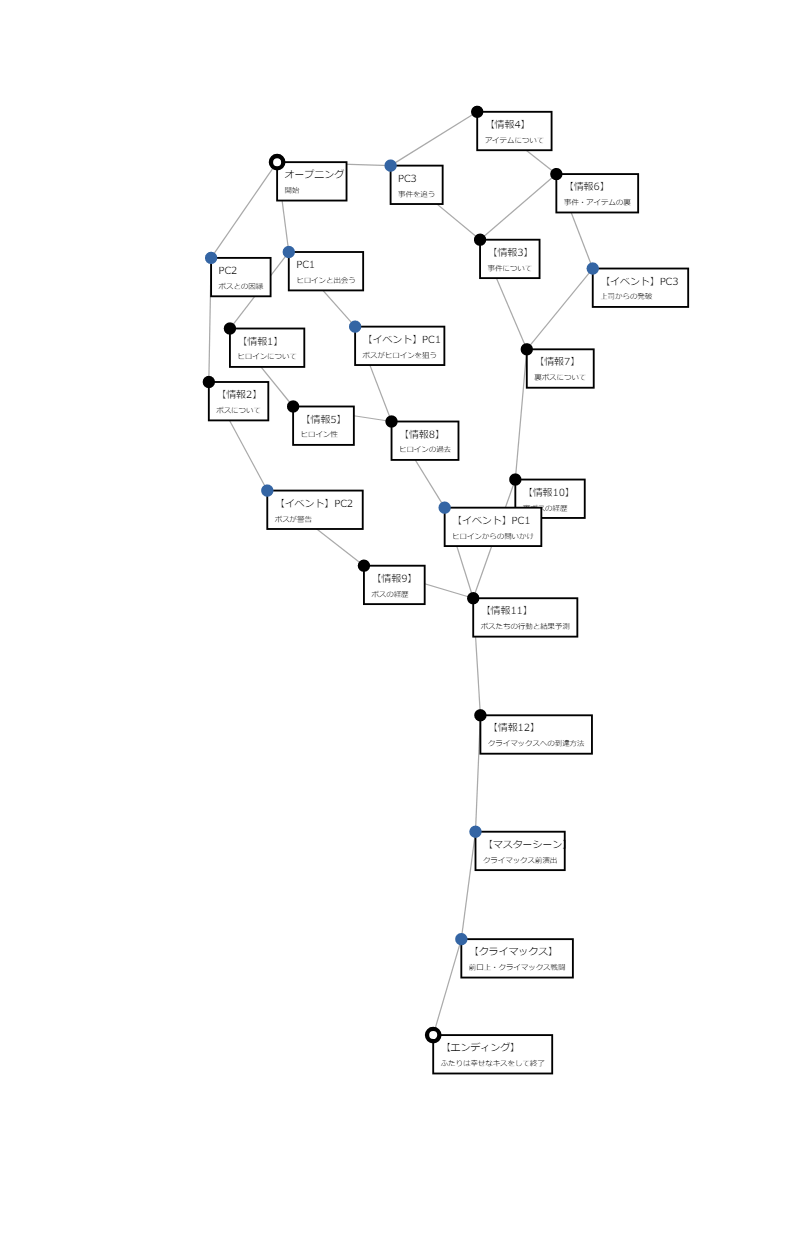 【情報4】
アイテムについて
オープニング
開始
PC3
事件を追う
【情報6】
事件・アイテムの裏
【情報3】
事件について
PC2
ボスとの因縁
PC1
ヒロインと出会う
【イベント】PC3
上司からの発破
【情報1】
ヒロインについて
【イベント】PC1
ボスがヒロインを狙う
【情報7】
裏ボスについて
【情報2】
ボスについて
【情報5】
ヒロイン性
【情報8】
ヒロインの過去
【イベント】PC2
ボスが警告
【情報10】
の経歴
【イベント】PC1
ヒロインからの問いかけ
【情報9】
ボスの経歴
【情報11】
ボスたちの行動と結果予測
【情報12】
クライマックスへの到達方法
【マスターシーン】
クライマックス前演出
【クライマックス】
前口上・クライマックス戦闘
【エンディング】
ふたりは幸せなキスをして終了